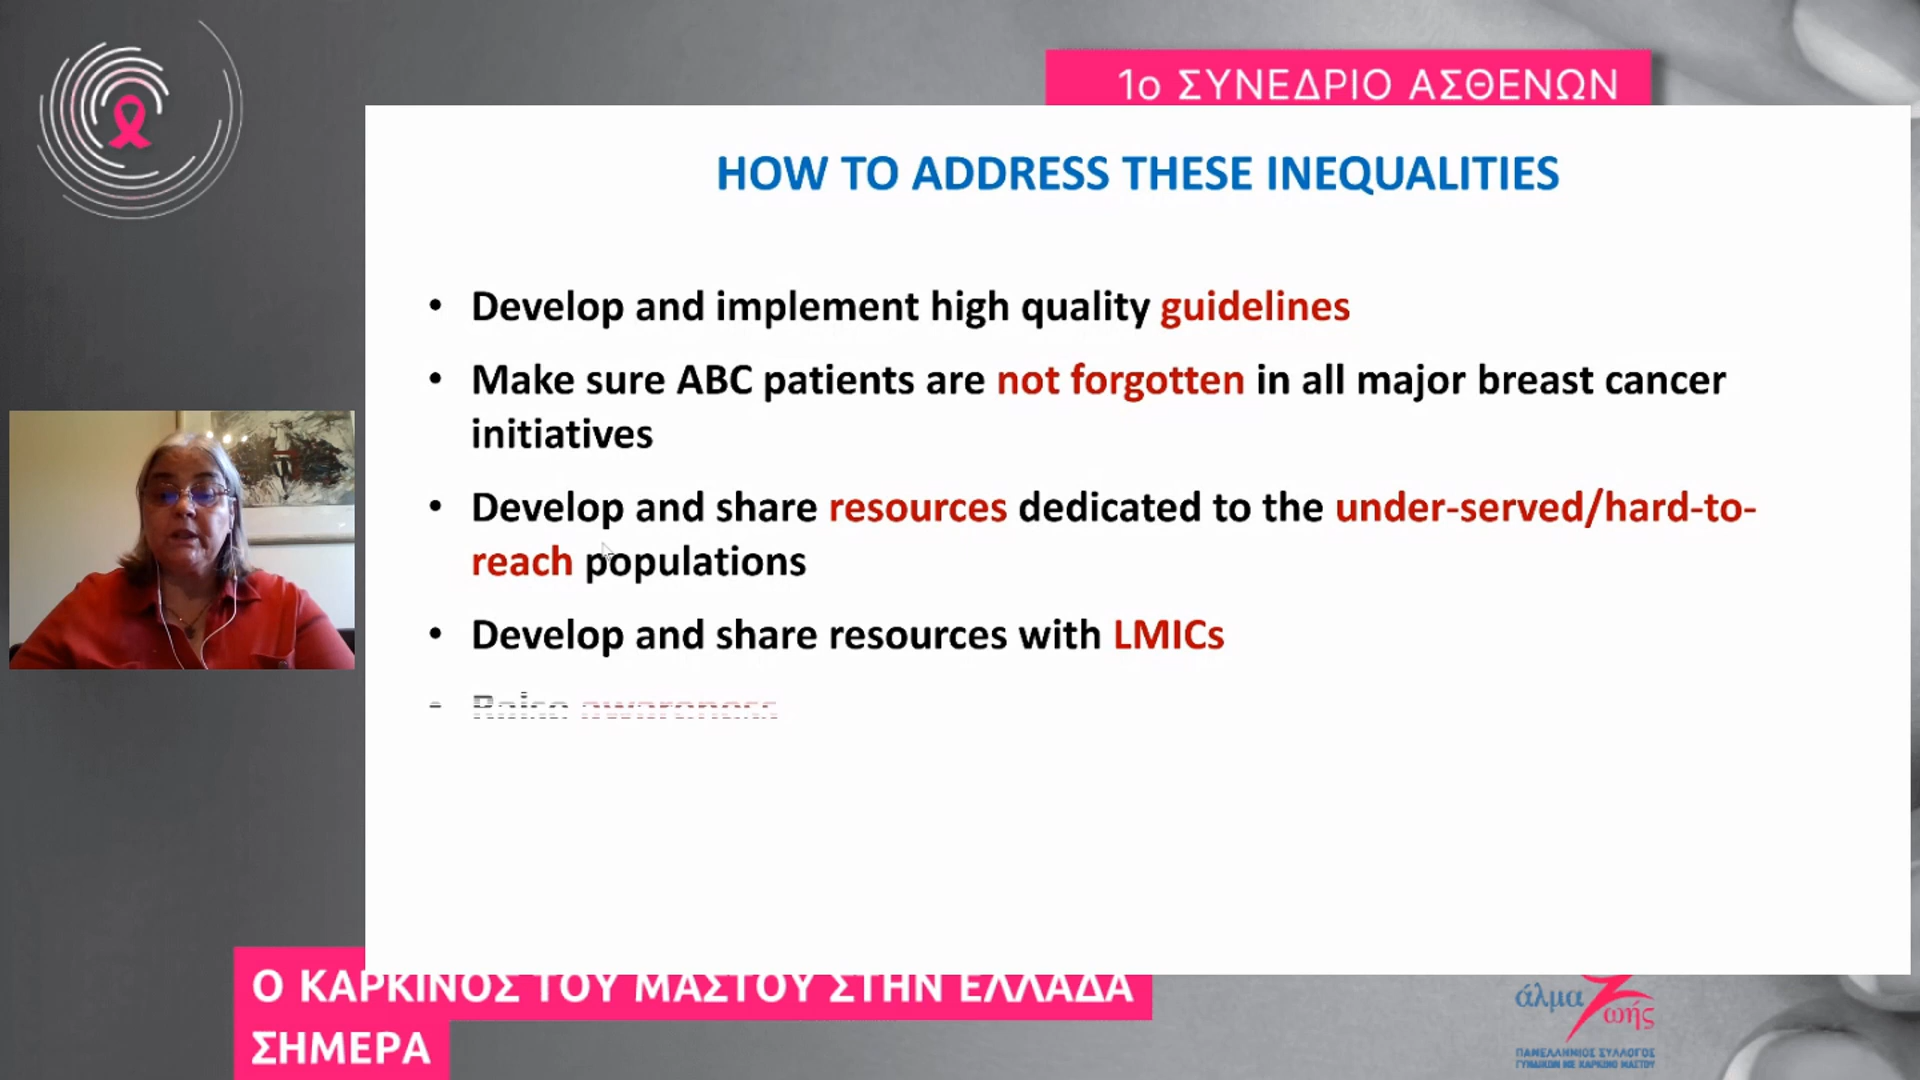 1ο ΣΥΝΕΔΡΙΟ ΑΣΘΕΝΩΝ
HOW TO ADDRESS THESE INEQUALITIES
• Develop and implement high quality guidelines
• Make sure ABC patients are not forgotten in all major breast cancer
initiatives
• Develop and share resources dedicated to the under-served/hard-to-
reach populations
• Develop and share resources with LMICs
• Raise awareness
Ο ΚΑΡΚΙΝΟΣ ΤΟΥ ΜΑΣΤΟΥ ΣΤΗΝ ΕΛΛΑΔΑ
ΣΗΜΕΡΑ
άλμα Ζωής
ΠΑΝΕΛΛΗΝΙΟΣ ΣΥΛΛΟΓΟΣ
ΓΥΝΑΙΚΩΝ ΜΕ ΚΑΡΚΙΝΟ ΜΑΣΤΟΥ